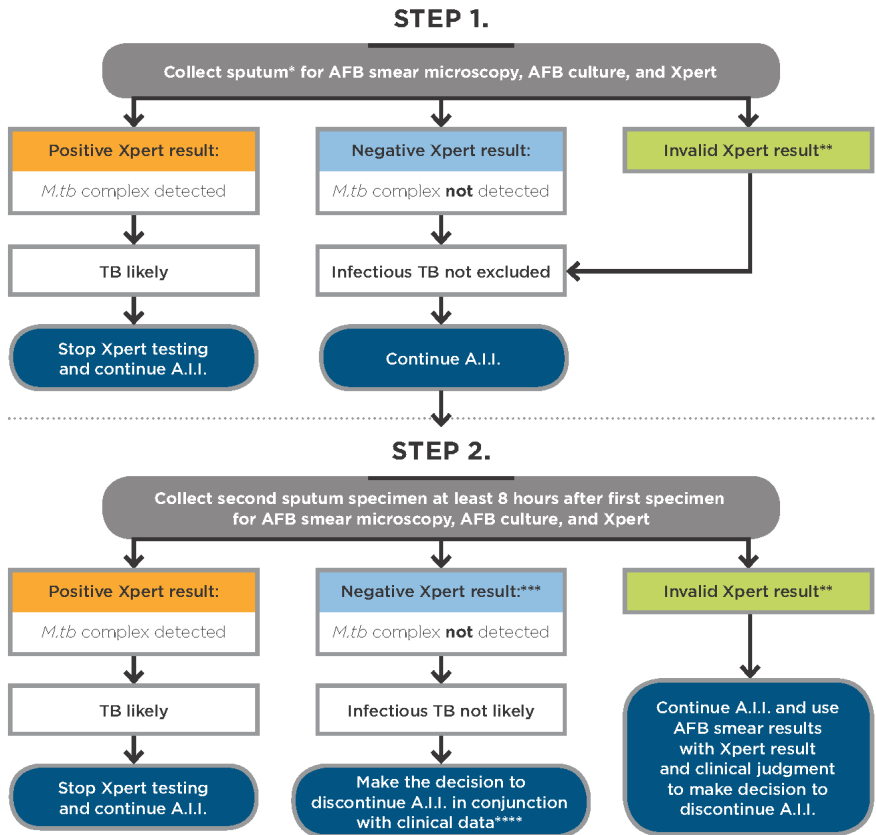 STEP 1.
Collect sputum* for AFB smear microscopy, AFB culture, and Xpert
Positive Xpert result:
M.tb complex detected
TB likely
Stop Xpert testing
and continue A.I.I.
Negative Xpert result:
M.tb complex not detected
Infectious TB not excluded
Continue A.I.I.
Invalid Xpert result**
STEP 2.
Collect second sputum specimen at least 8 hours after first specimen
for AFB smear microscopy, AFB culture, and Xpert
Positive Xpert result:
M.tb complex detected
TB likely
Stop Xpert testing
and continue A.I.I.
Negative Xpert result:***
M.tb complex not detected
Infectious TB not likely
Make the decision to
discontinue A.I.I. in conjunction
with clinical data****
Invalid Xpert result**
Continue A.I.I. and use
AFB smear results
with Xpert result
and clinical judgment
to make decision to
discontinue A.I.I.